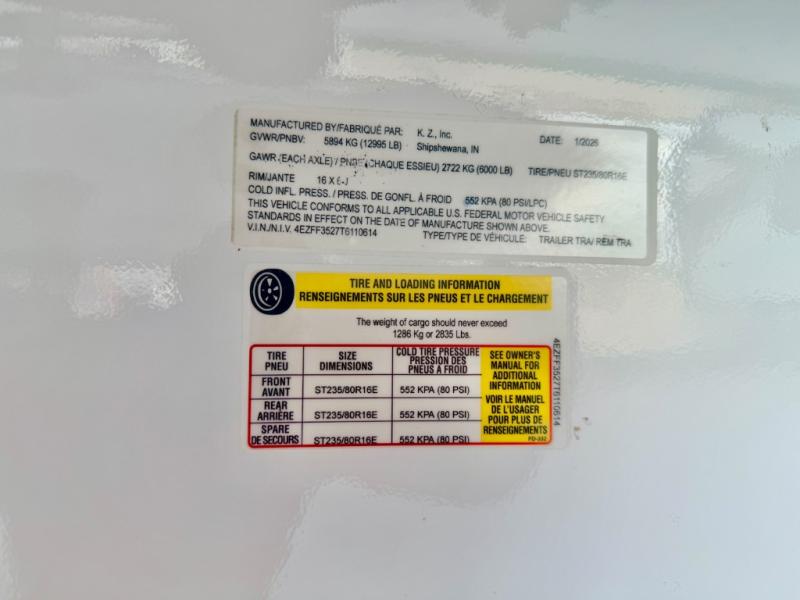 MANUFACTURED BY/FABRIQUÉ PAR: K. Z., Inc. DATE: 1/2026
GVWR/PNBV: 5894 KG (12995 LB) Shipshewana, IN
GAWR (EACH AXLE) / PNBE (CHAQUE ESSIEU) 2722 KG (6000 LB) TIRE/PNEU ST235/80R16E
RIM/JANTE 16 X 6-J
COLD INFL. PRESS. / PRESS. DE GONFL. À FROID 552 KPA (80 PSI/LPC)
THIS VEHICLE CONFORMS TO ALL APPLICABLE U.S. FEDERAL MOTOR VEHICLE SAFETY
STANDARDS IN EFFECT ON THE DATE OF MANUFACTURE SHOWN ABOVE.
V.I.N./N.I.V. 4EZFF3527T6110614 TYPE/TYPE DE VÉHICULE: TRAILER TRA/ REM TRA
TIRE AND LOADING INFORMATION
RENSEIGNEMENTS SUR LES PNEUS ET LE CHARGEMENT
The weight of cargo should never exceed
1286 Kg or 2835 Lbs.
TIRE
PNEU
SIZE
DIMENSIONS
COLD TIRE PRESSURE
PRESSION DES
PNEUS A FROID
FRONT
AVANT
ST235/80R16E
552 KPA (80 PSI)
REAR
ARRIÈRE
ST235/80R16E
552 KPA (80 PSI)
SPARE
DE SECOURS
ST235/80R16E
552 KPA (80 PSI)
SEE OWNER'S
MANUAL FOR
ADDITIONAL
INFORMATION
VOIR LE MANUEL
DE L'USAGER
POUR PLUS DE
RENSEIGNEMENTS
PD-332
4EZFF3527T6110614